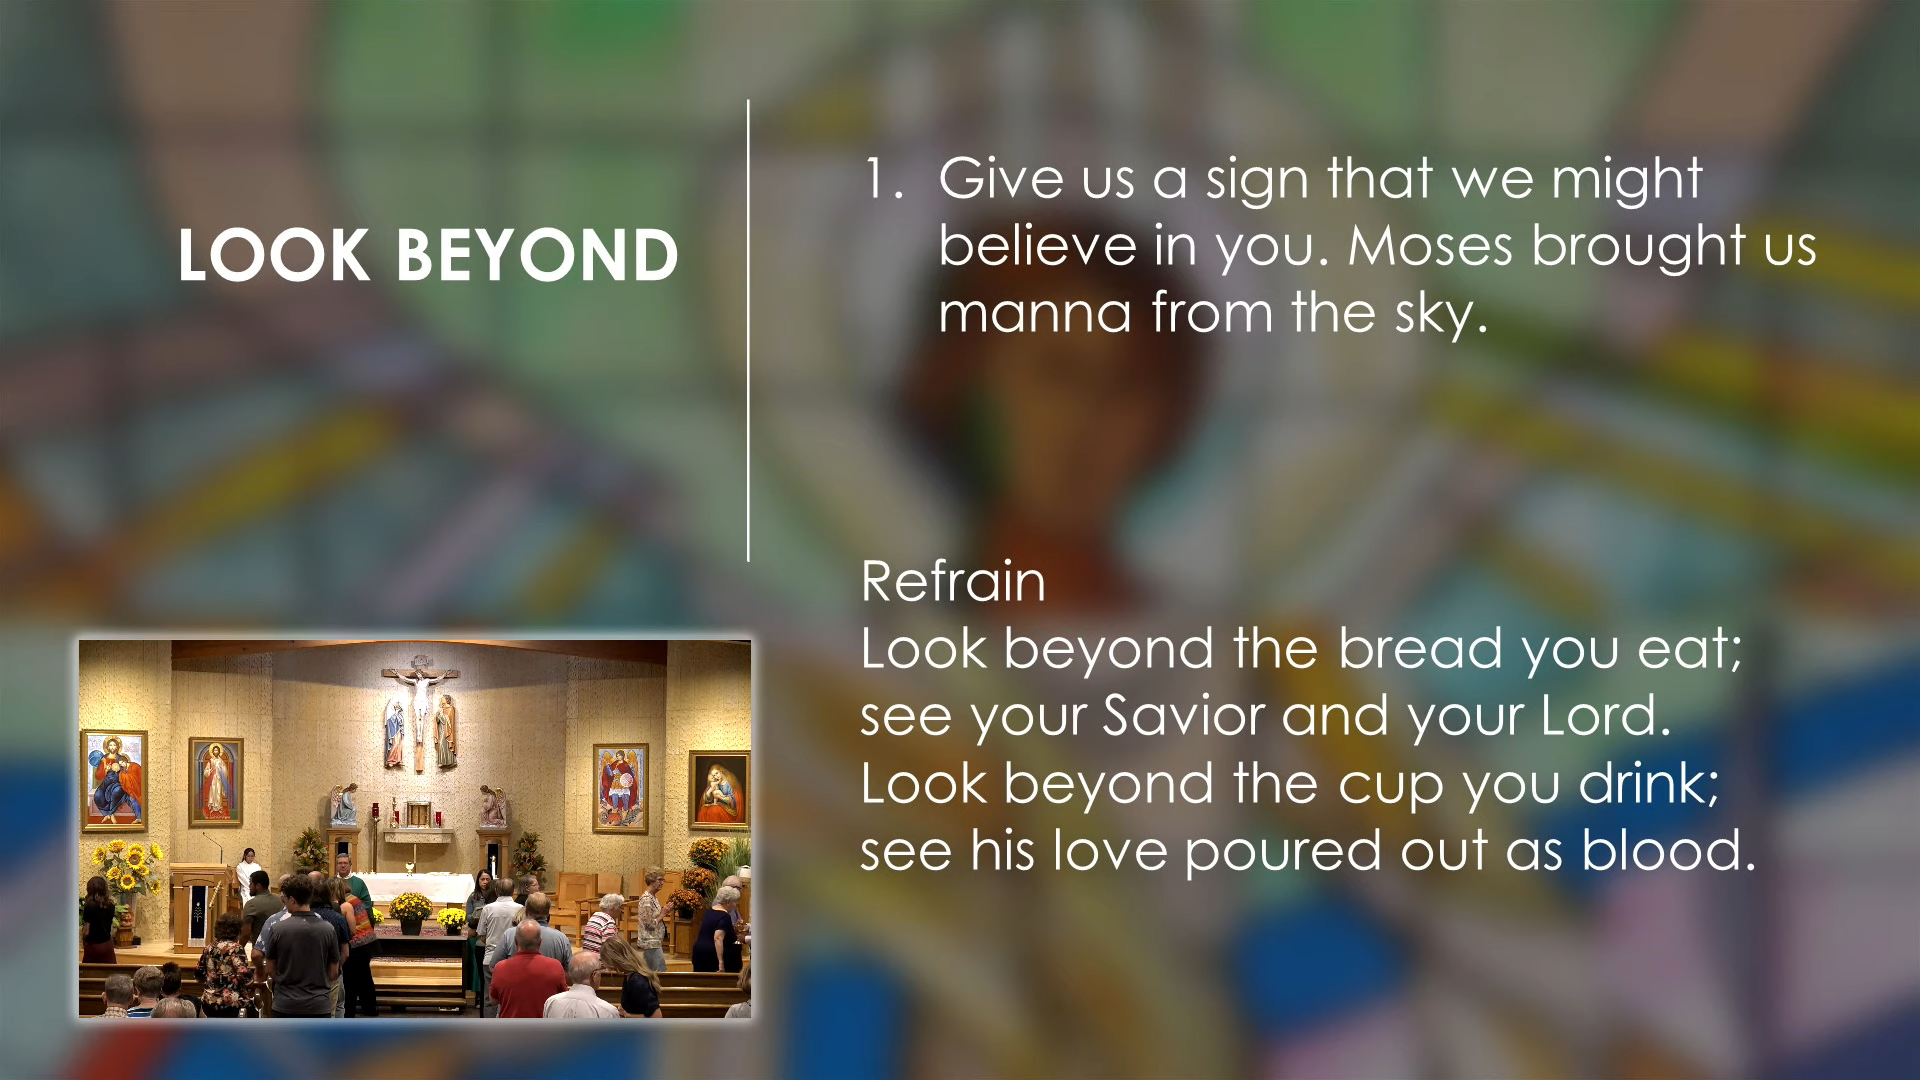 LOOK BEYOND
1. Give us a sign that we might
believe in you. Moses brought us
manna from the sky.
Refrain
Look beyond the bread you eat;
see your Savior and your Lord.
Look beyond the cup you drink;
see his love poured out as blood.